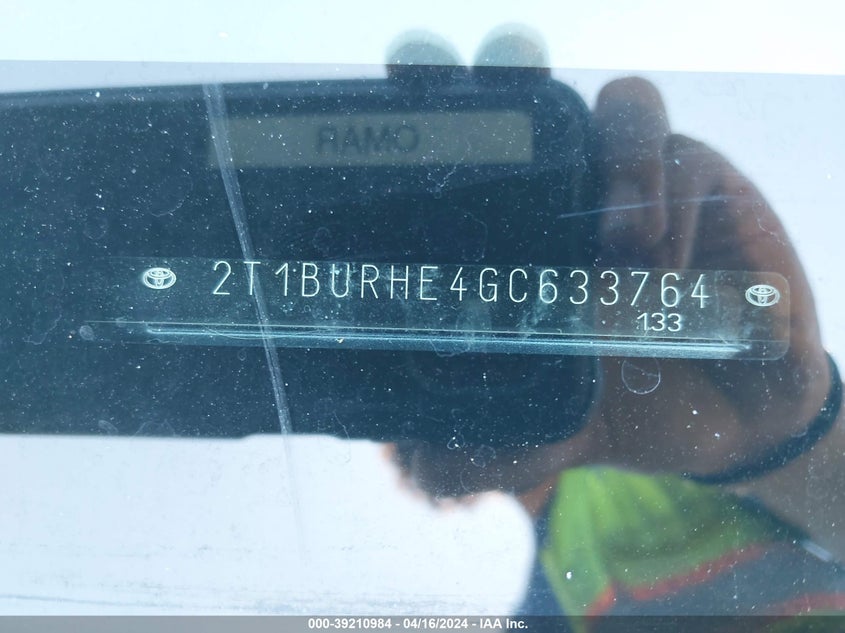 OMAR
2T1BURHE4GC633764
133
000-39210984 - 04/16/2024 - IAA Inc.